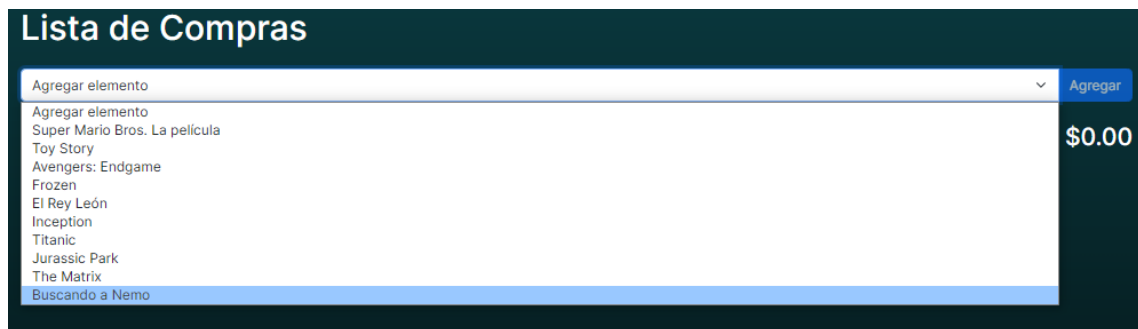 Lista de Compras
Agregar elemento
Agregar
Agregar elemento
Super Mario Bros. La película
Toy Story
Avengers: Endgame
Frozen
El Rey León
Inception
Titanic
Jurassic Park
The Matrix
Buscando a Nemo
$0.00